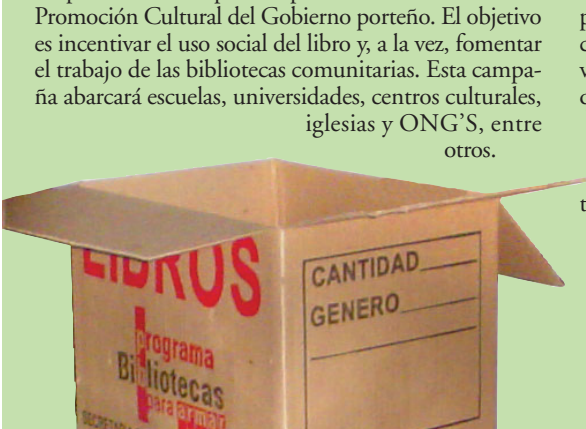 Promoción Cultural del Gobierno porteño. El objetivo
es incentivar el uso social del libro y, a la vez, fomentar
el trabajo de las bibliotecas comunitarias. Esta campa-
ña abarcará escuelas, universidades, centros culturales,
iglesias y ONG'S, entre
otros.
LIBROS
programa
Bibliotecas
para armar
CANTIDAD
GENERO